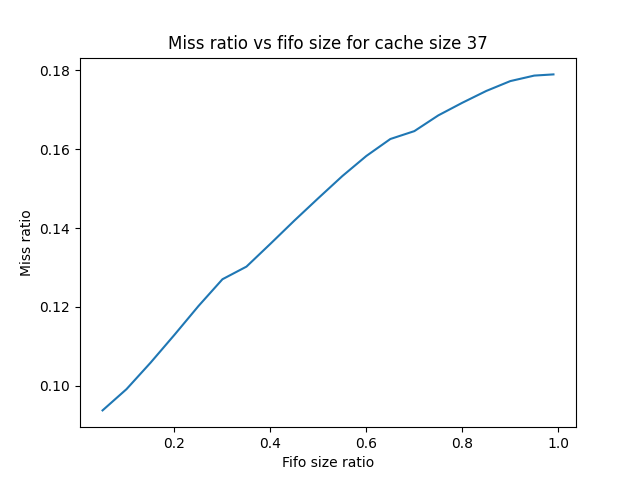 Miss ratio vs fifo size for cache size 37
0.18
0.16
0.14
0.12
0.10
Miss ratio
0.2 0.4 0.6 0.8 1.0
Fifo size ratio